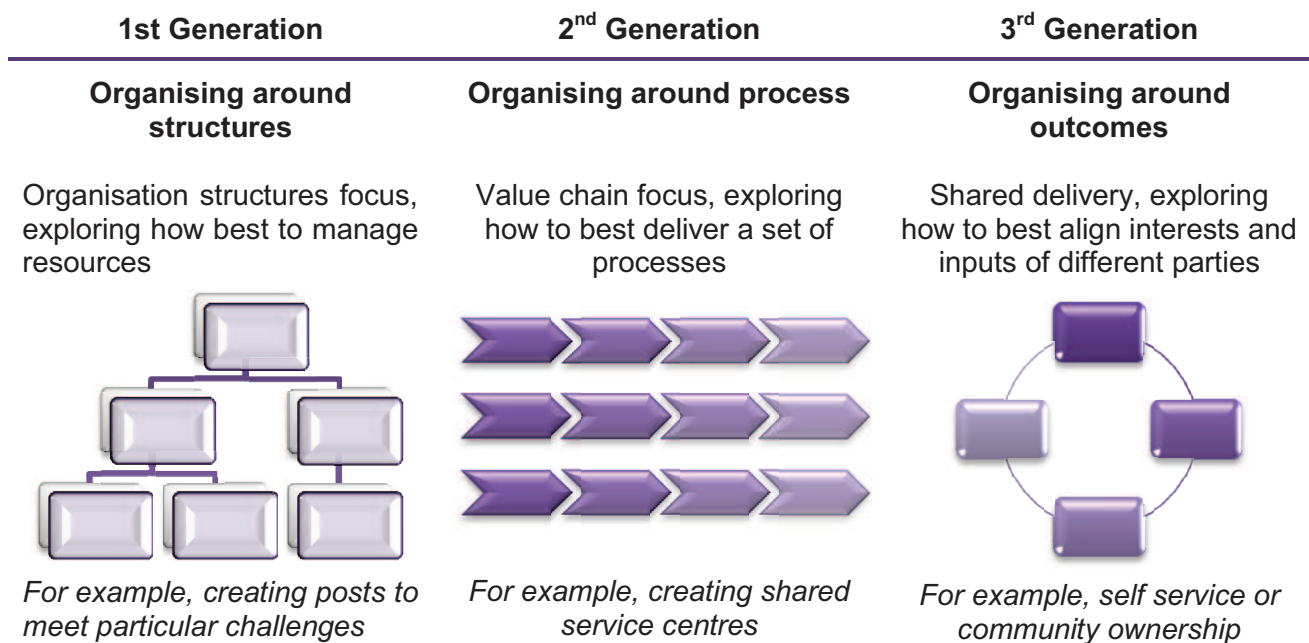 1st Generation
2nd Generation
3rd Generation
Organising around
structures
Organising around process
Organising around
outcomes
Organisation structures focus,
exploring how best to manage
resources
Value chain focus, exploring
how to best deliver a set of
processes
Shared delivery, exploring
how to best align interests and
inputs of different parties
For example, creating posts to
meet particular challenges
For example, creating shared
service centres
For example, self service or
community ownership